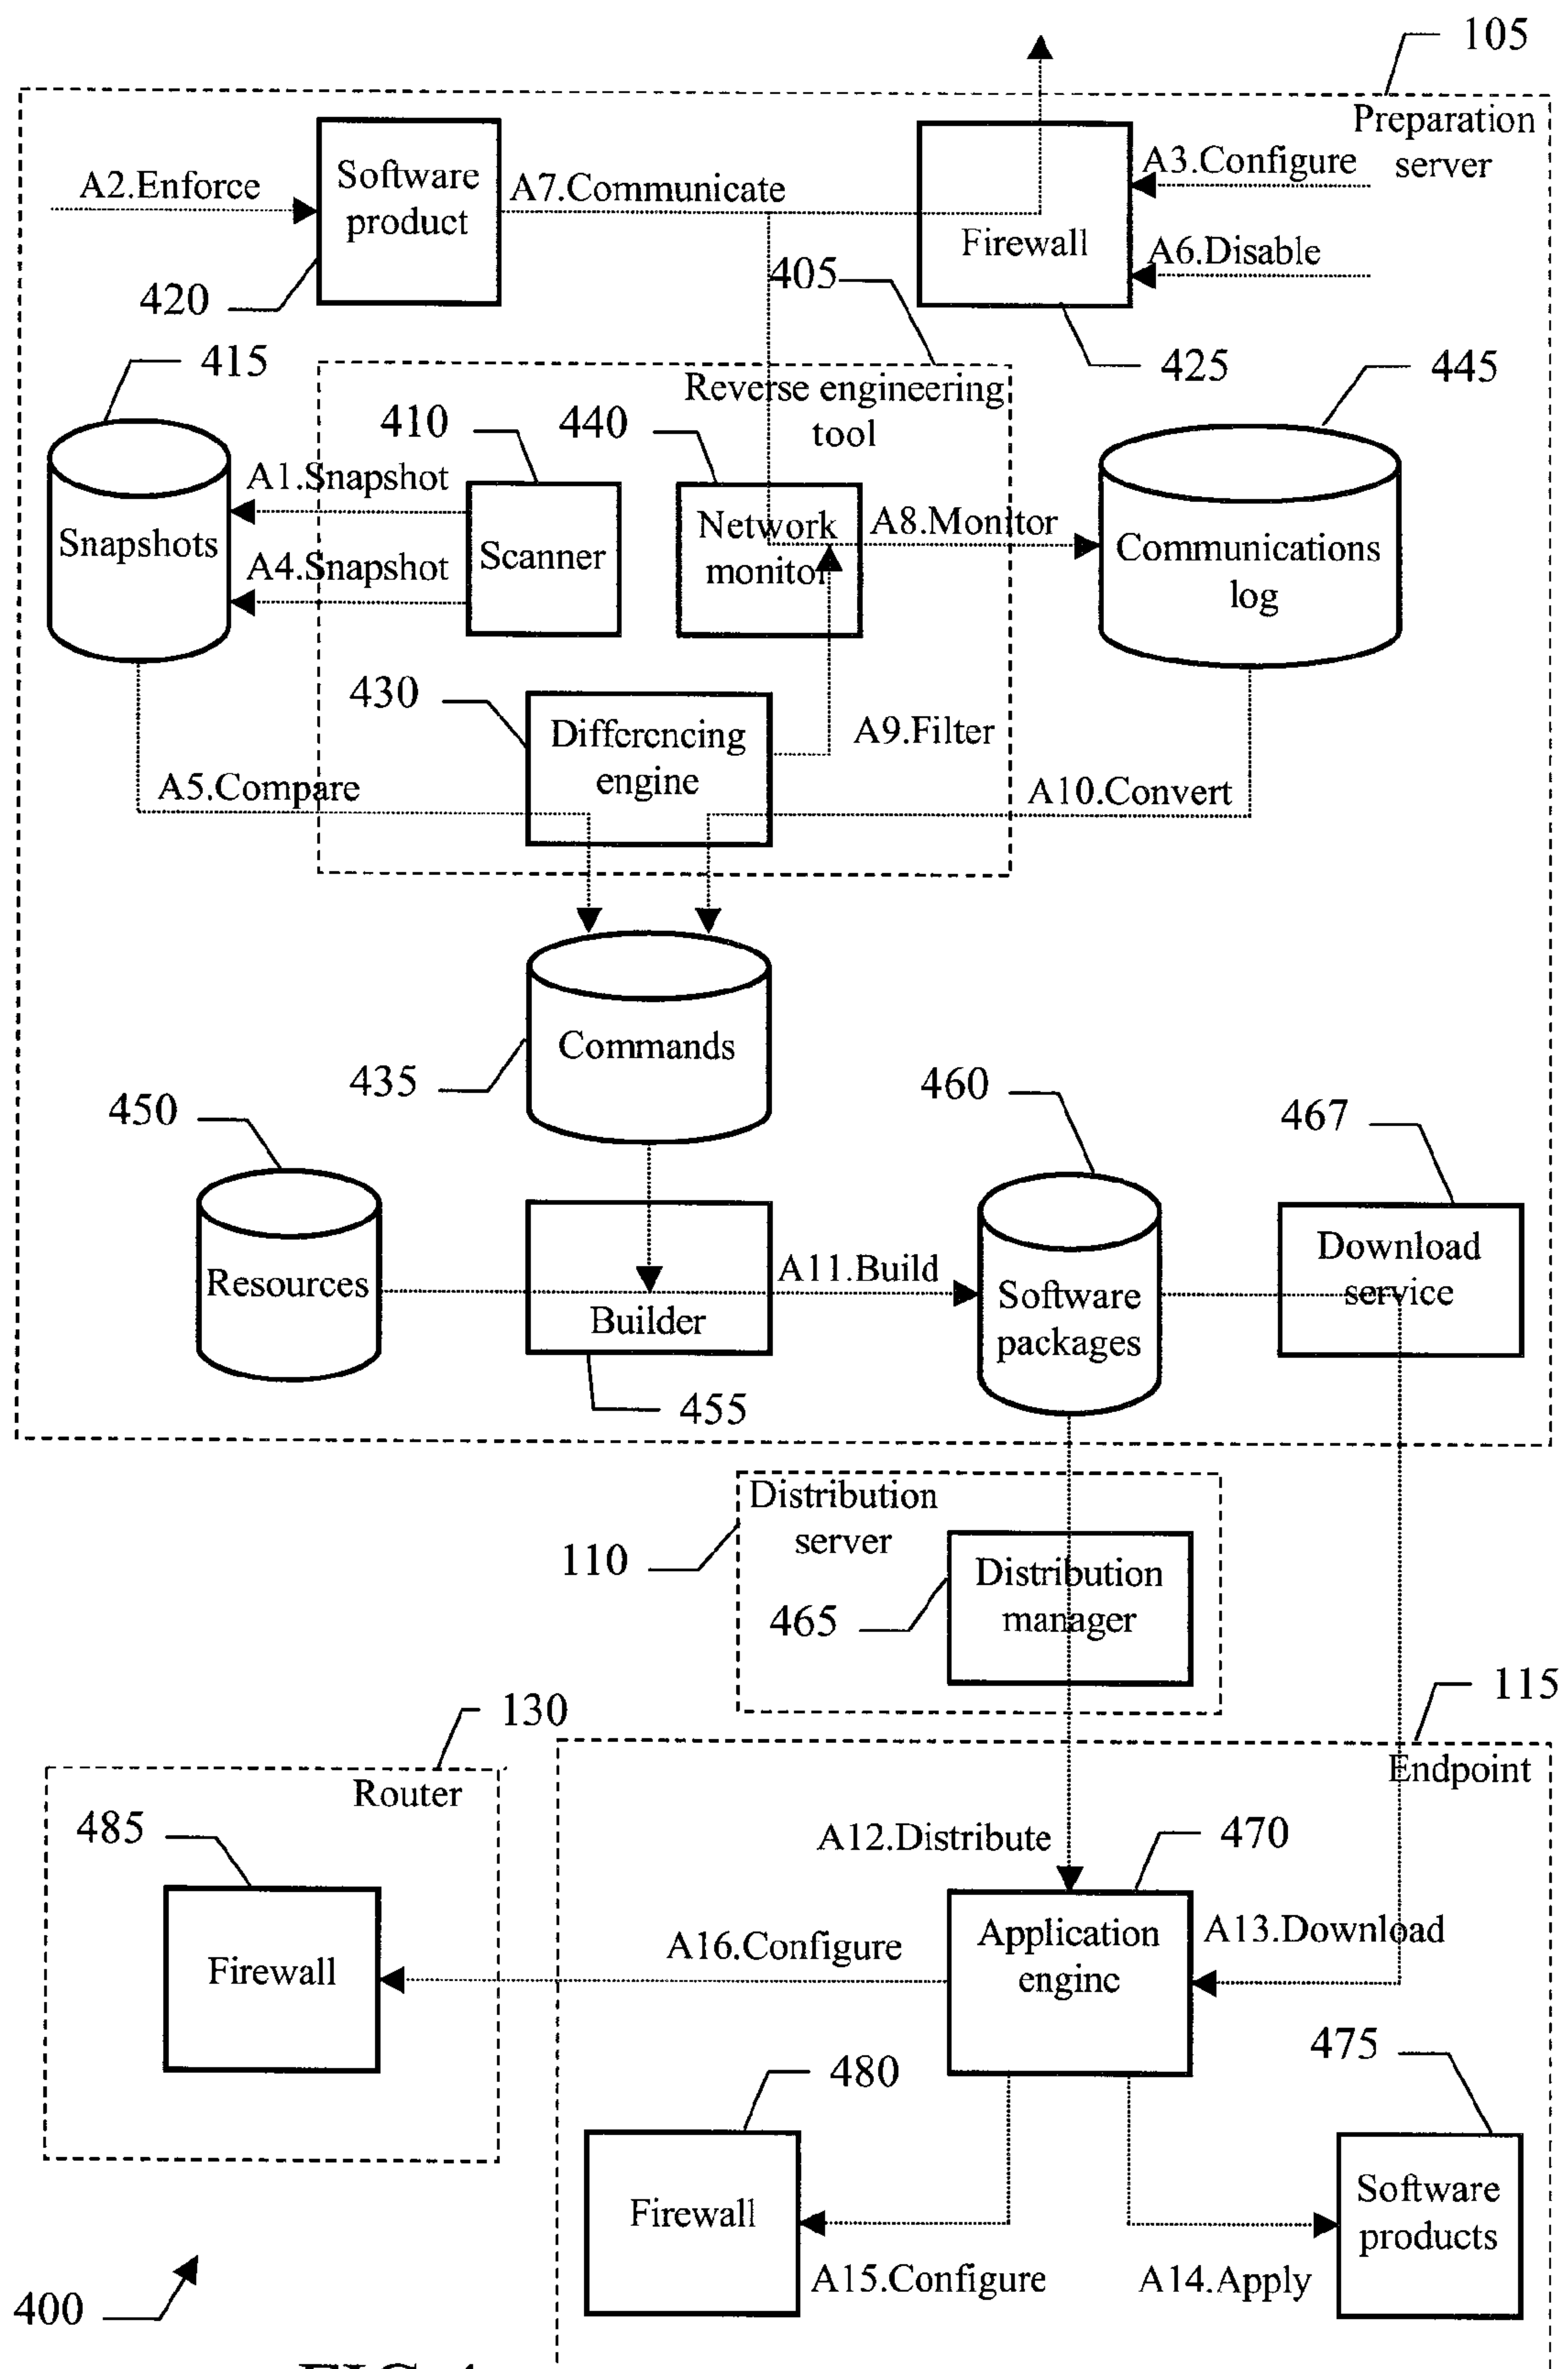 105
Preparation
server
A2.Enforce
Software
product
A7.Communicate
A3.Configure
Firewall
A6.Disable
420
405
425
415
445
Reverse engineering
tool
410
440
A1.Snapshot
Snapshots
A4.Snapshot
Scanner
Network
monitor
A8.Monitor
Communications
log
430
Differencing
engine
A9.Filter
A5.Compare
A10.Convert
Commands
435
460
450
467
Resources
Builder
A11.Build
Software
packages
Download
service
455
Distribution
server
110
Distribution
manager
465
115
130
Endpoint
Router
485
A12.Distribute
470
Firewall
A16.Configure
Application
engine
A13.Download
480
475
Firewall
Software
products
A15.Configure
A14.Apply
400